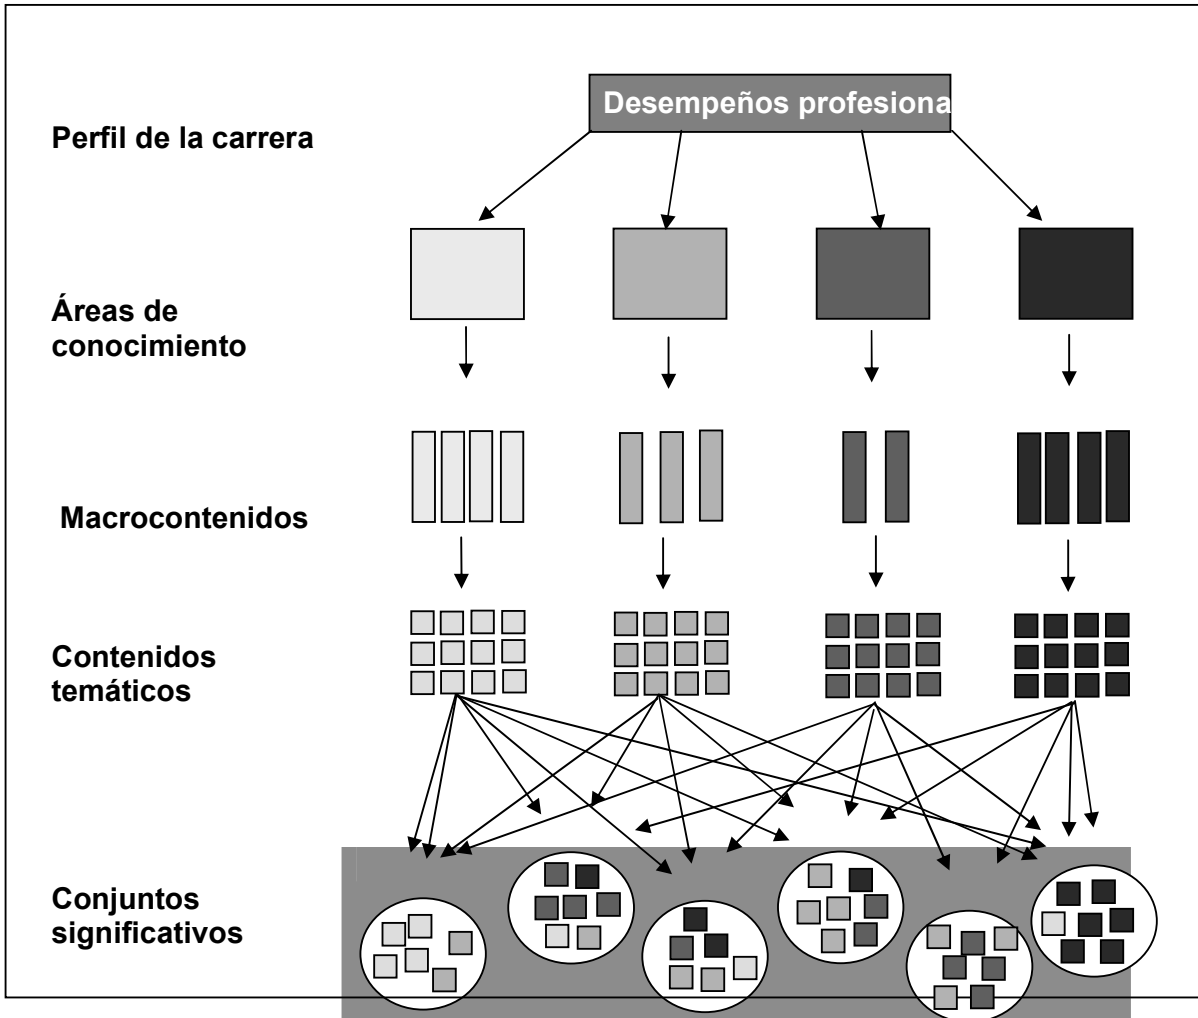 Desempeños profesiona
Perfil de la carrera
Áreas de
conocimiento
Macrocontenidos
Contenidos
temáticos
Conjuntos
significativos